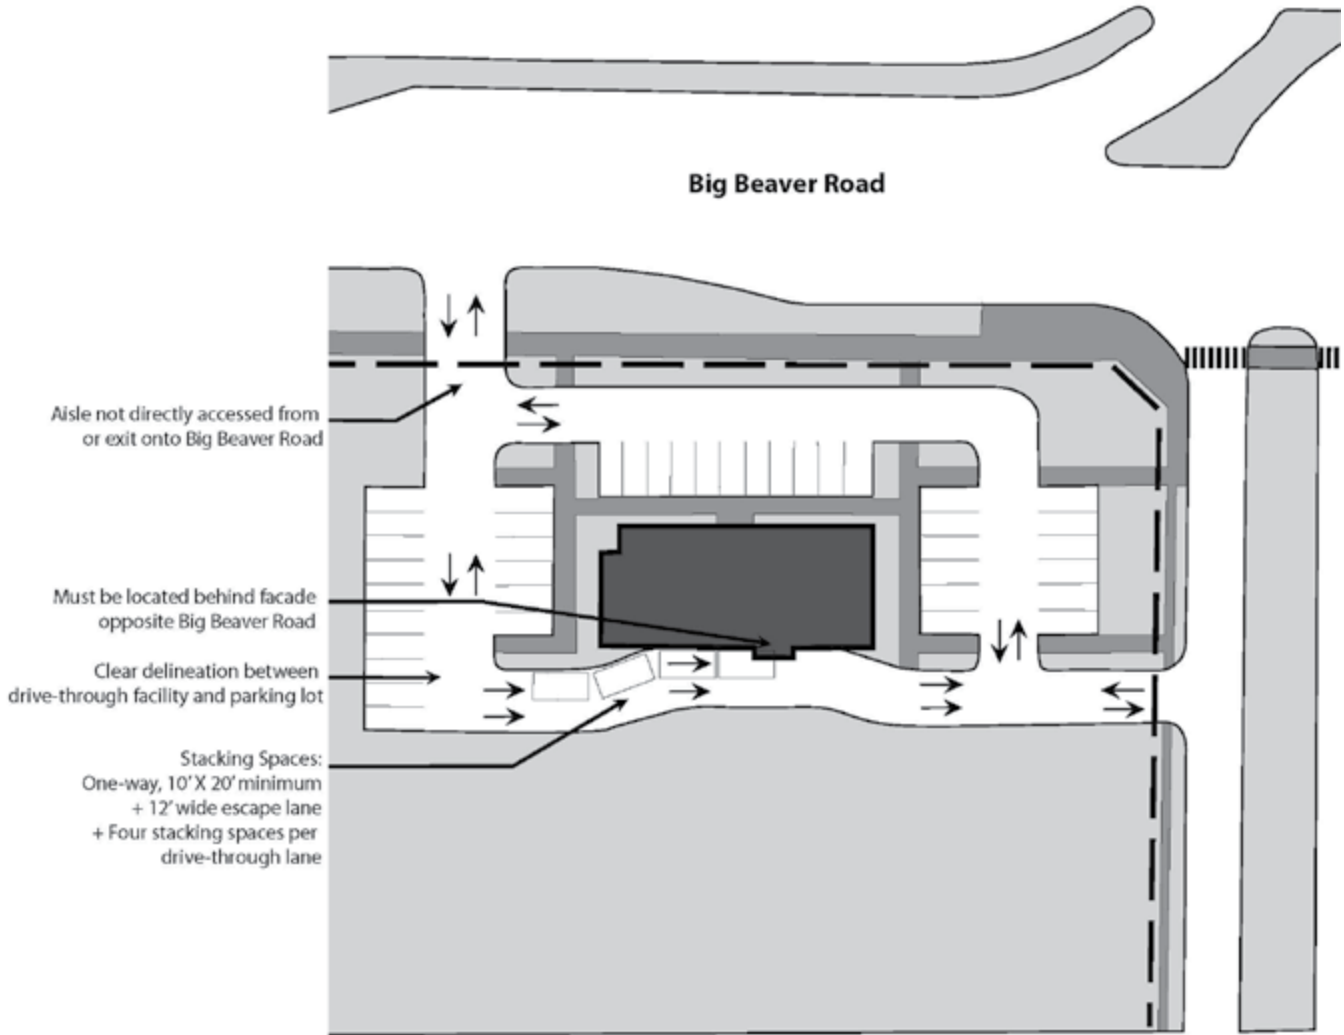 Big Beaver Road
Aisle not directly accessed from
or exit onto Big Beaver Road
Must be located behind facade
opposite Big Beaver Road
Clear delineation between
drive-through facility and parking lot
Stacking Spaces:
One-way, 10' X 20' minimum
+ 12' wide escape lane
+ Four stacking spaces per
drive-through lane